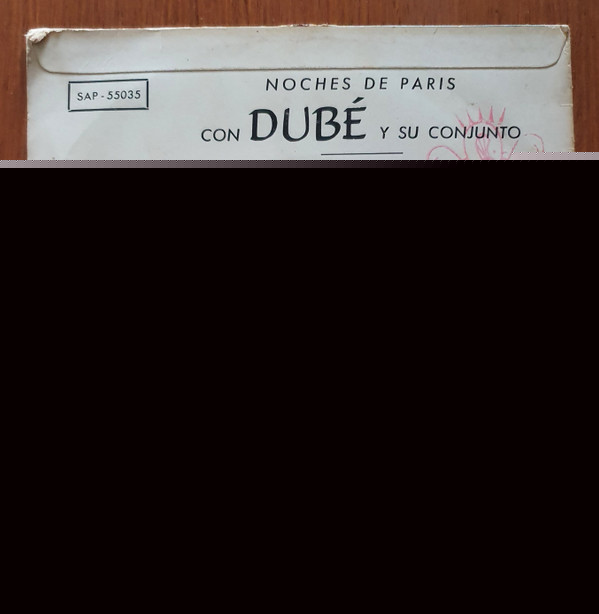 NOCHES DE PARIS
SAP - 55035
CON DUBÉ Y SU CONJUNTO